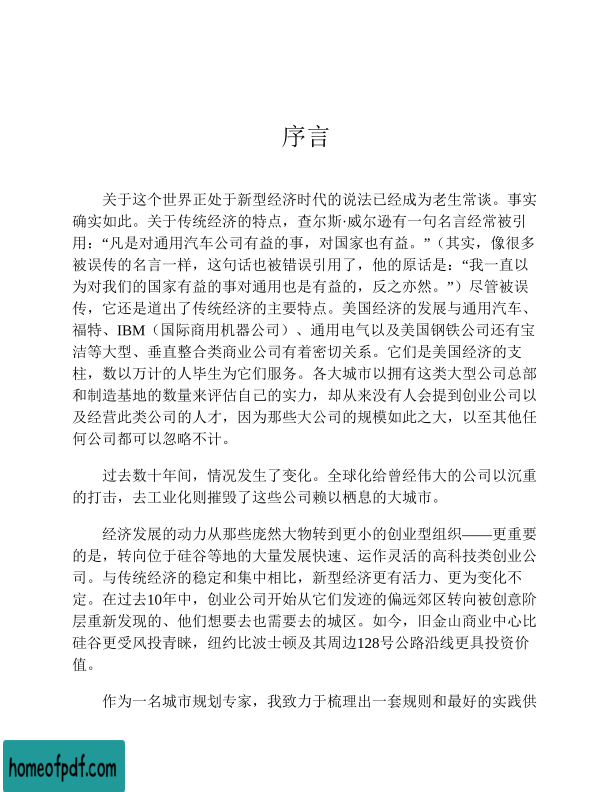 序言
关于这个世界正处于新型经济时代的说法已经成为老生常谈。事实
确实如此。关于传统经济的特点，查尔斯·威尔逊有一句名言经常被引
用：“凡是对通用汽车公司有益的事，对国家也有益。”（其实，像很多
被误传的名言一样，这句话也被错误引用了，他的原话是：“我一直以
为对我们的国家有益的事对通用也是有益的，反之亦然。”）尽管被误
传，它还是道出了传统经济的主要特点。美国经济的发展与通用汽车、
福特、IBM（国际商用机器公司）、通用电气以及美国钢铁公司还有宝
洁等大型、垂直整合类商业公司有着密切关系。它们是美国经济的支
柱，数以万计的人毕生为它们服务。各大城市以拥有这类大型公司总部
和制造基地的数量来评估自己的实力，却从来没有人会提到创业公司以
及经营此类公司的人才，因为那些大公司的规模如此之大，以至其他任
何公司都可以忽略不计。
过去数十年间，情况发生了变化。全球化给曾经伟大的公司以沉重
的打击，去工业化则摧毁了这些公司赖以栖息的大城市。
经济发展的动力从那些庞然大物转到更小的创业型组织——更重要
的是，转向位于硅谷等地的大量发展快速、运作灵活的高科技类创业公
司。与传统经济的稳定和集中相比，新型经济更有活力、更为变化不
定。在过去10年中，创业公司开始从它们发迹的偏远郊区转向被创意阶
层重新发现的、他们想要去也需要去的城区。如今，旧金山商业中心比
硅谷更受风投青睐，纽约比波士顿及其周边128号公路沿线更具投资价
值。
作为一名城市规划专家，我致力于梳理出一套规则和最好的实践供
homeofpdf.com